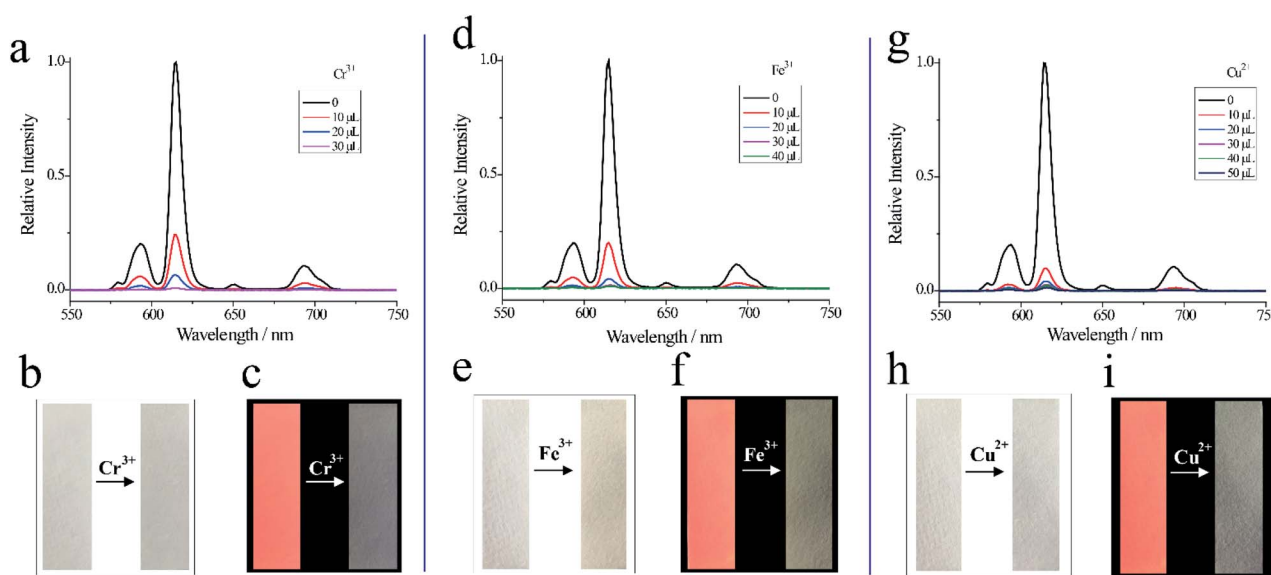 a
Cr³⁺
0
10 µL
20 µL
30 µL
1.0
0.5
0.0
Relative Intensity
550 600 650 700 750
Wavelength / nm
b
Cr³⁺
c
Cr³⁺
d
Fe³⁺
0
10 µL
20 µL
30 µL
40 µL
1.0
0.5
0.0
Relative Intensity
550 600 650 700 750
Wavelength / nm
e
Fe³⁺
f
Fe³⁺
g
Cu²⁺
0
10 µL
20 µL
30 µL
40 µL
50 µL
1.0
0.5
0.0
Relative Intensity
550 600 650 700 75
Wavelength / nm
h
Cu²⁺
i
Cu²⁺